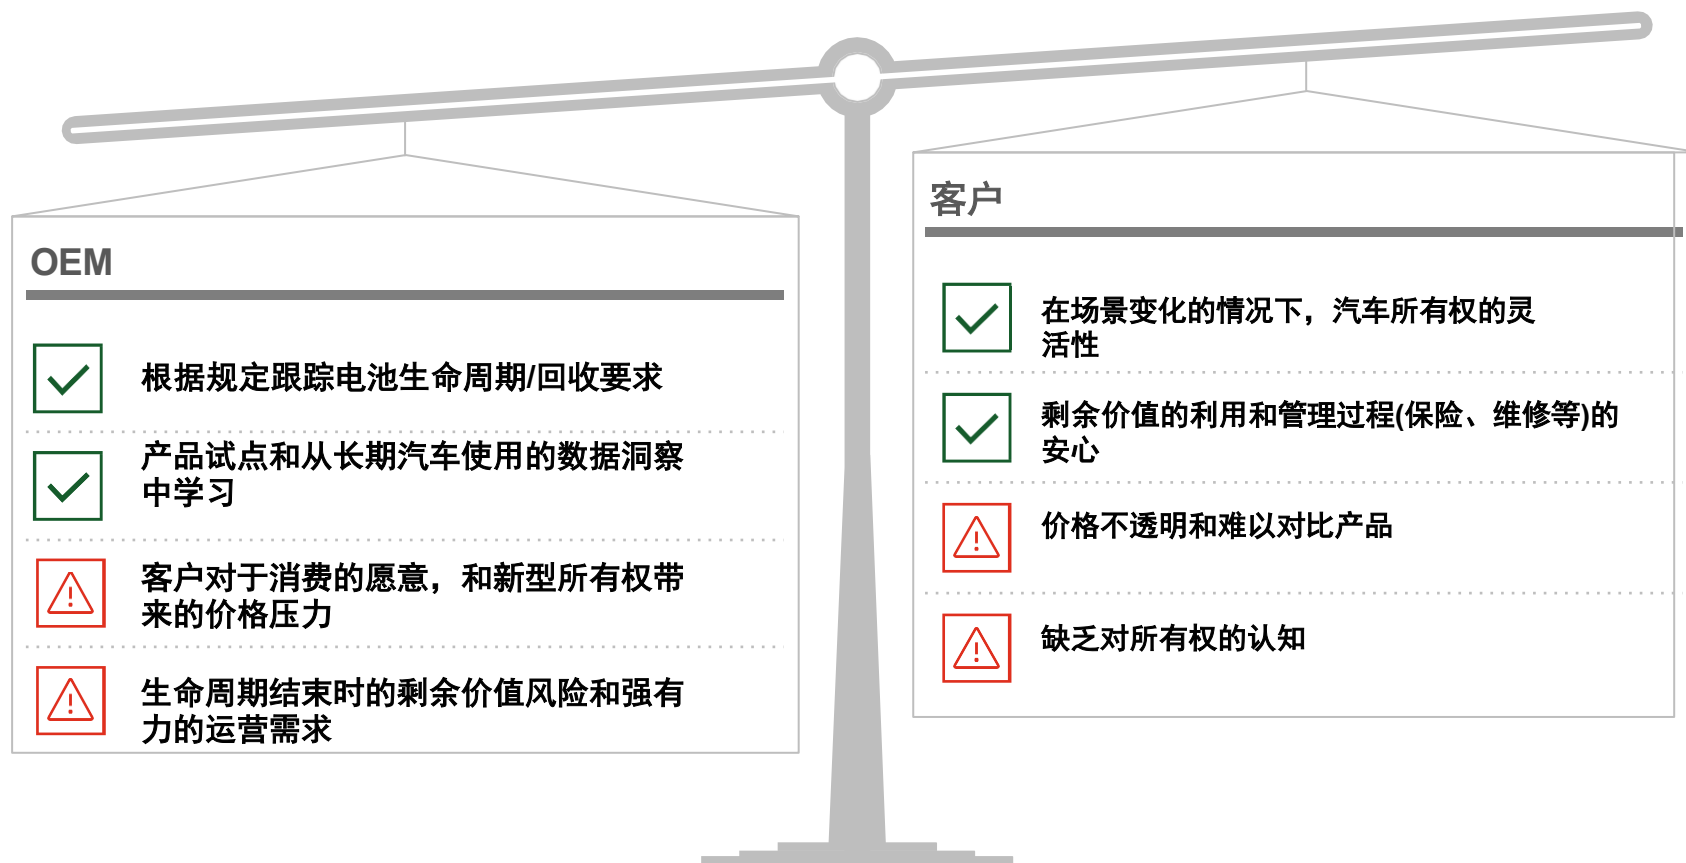 OEM
根据规定跟踪电池生命周期/回收要求
产品试点和从长期汽车使用的数据洞察
中学习
客户对于消费的愿意，和新型所有权带
来的价格压力
生命周期结束时的剩余价值风险和强有
力的运营需求
客户
在场景变化的情况下，汽车所有权的灵
活性
剩余价值的利用和管理过程(保险、维修等)的
安心
价格不透明和难以对比产品
缺乏对所有权的认知